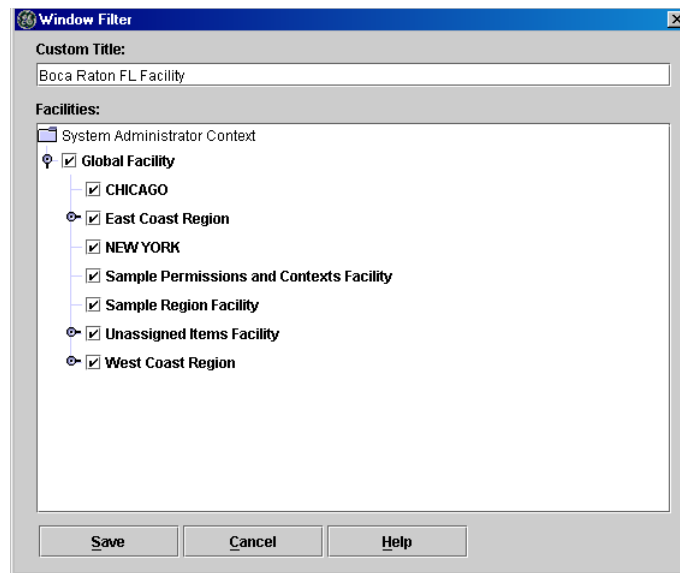 Window Filter
Custom Title:
Boca Raton FL Facility
Facilities:
System Administrator Context
Global Facility
CHICAGO
East Coast Region
NEW YORK
Sample Permissions and Contexts Facility
Sample Region Facility
Unassigned Items Facility
West Coast Region
Save Cancel Help